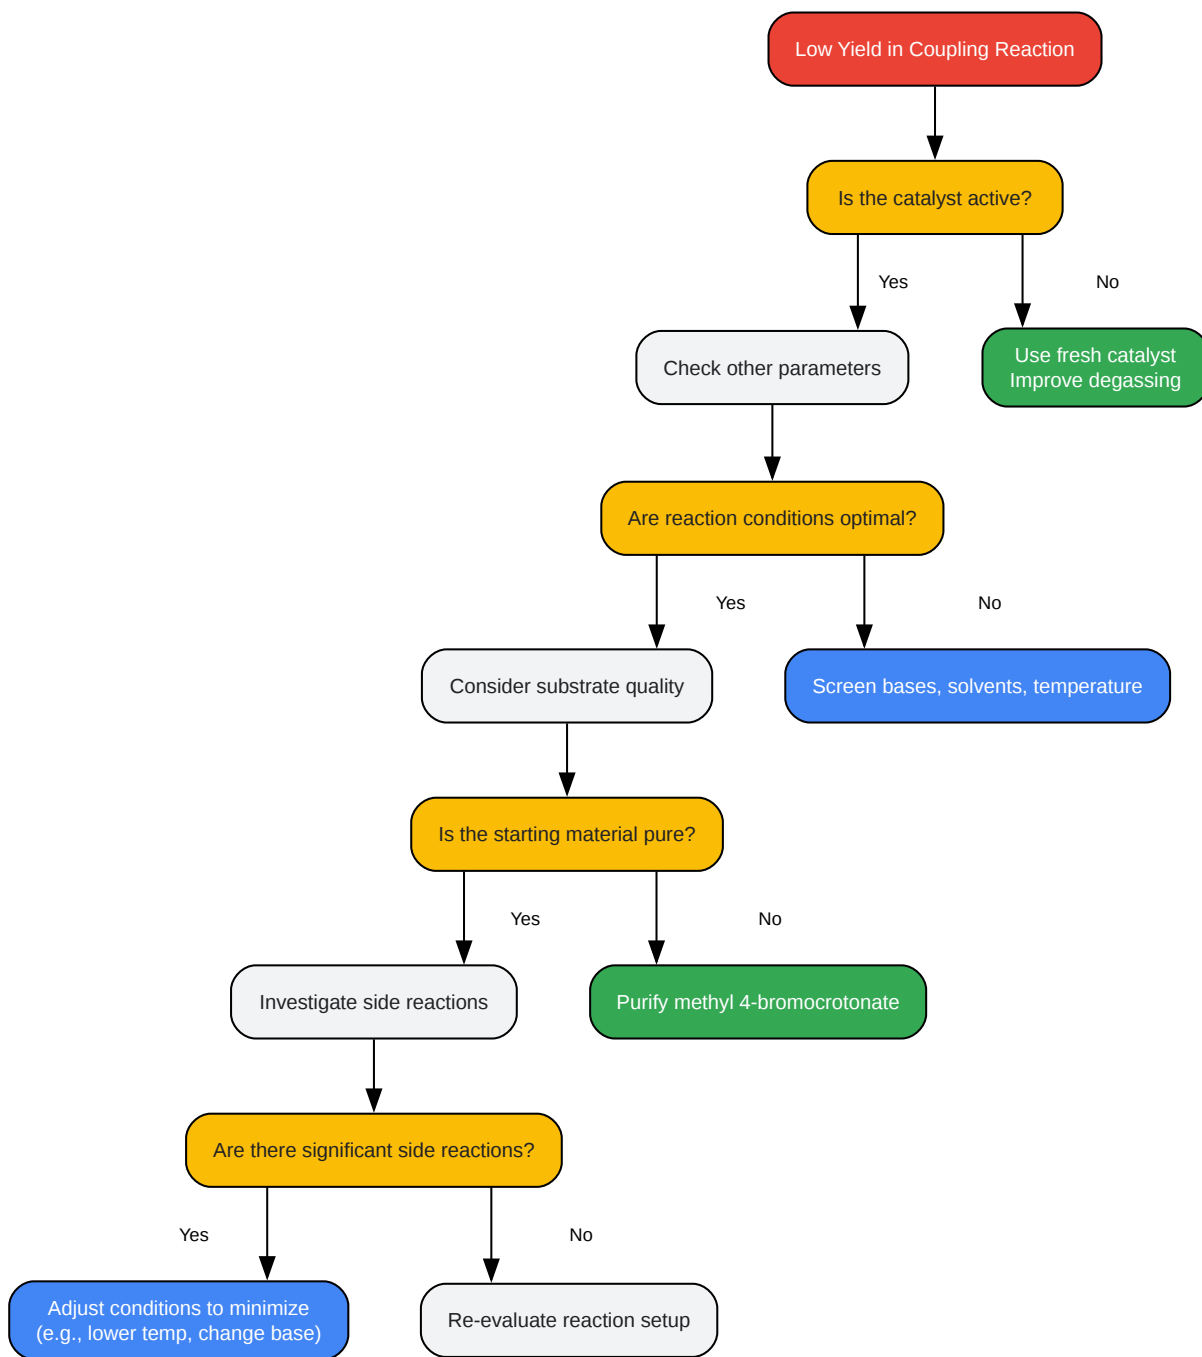 Low Yield in Coupling Reaction
Is the catalyst active?
Yes
No
Check other parameters
Use fresh catalyst
Improve degassing
Are reaction conditions optimal?
Yes
No
Consider substrate quality
Screen bases, solvents, temperature
Is the starting material pure?
Yes
No
Investigate side reactions
Purify methyl 4-bromocrotonate
Are there significant side reactions?
Yes
No
Adjust conditions to minimize
(e.g., lower temp, change base)
Re-evaluate reaction setup